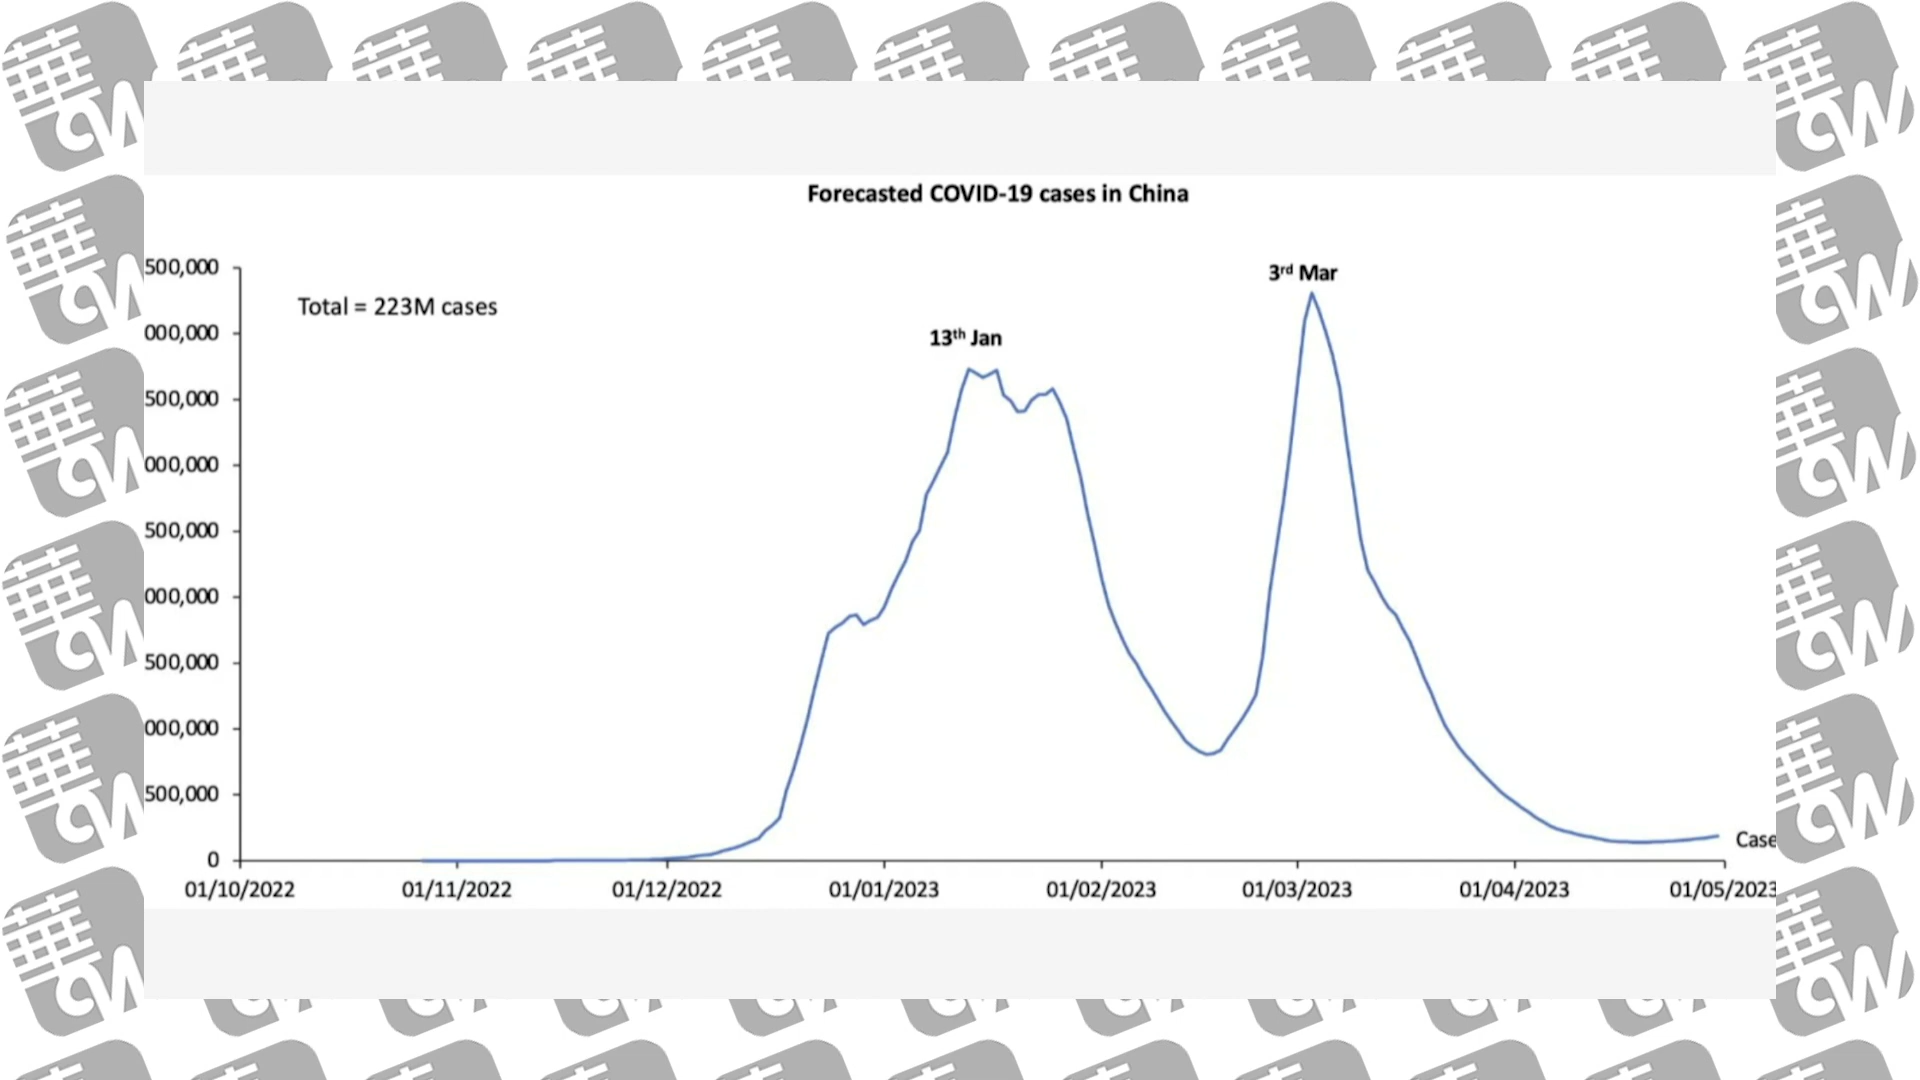 Forecasted COVID-19 cases in China
500,000
Total = 223M cases
3rd Mar
000,000
13th Jan
500,000
000,000
500,000
000,000
500,000
000,000
500,000
Case
0
01/10/2022 01/11/2022 01/12/2022 01/01/2023 01/02/2023 01/03/2023 01/04/2023 01/05/2023
華